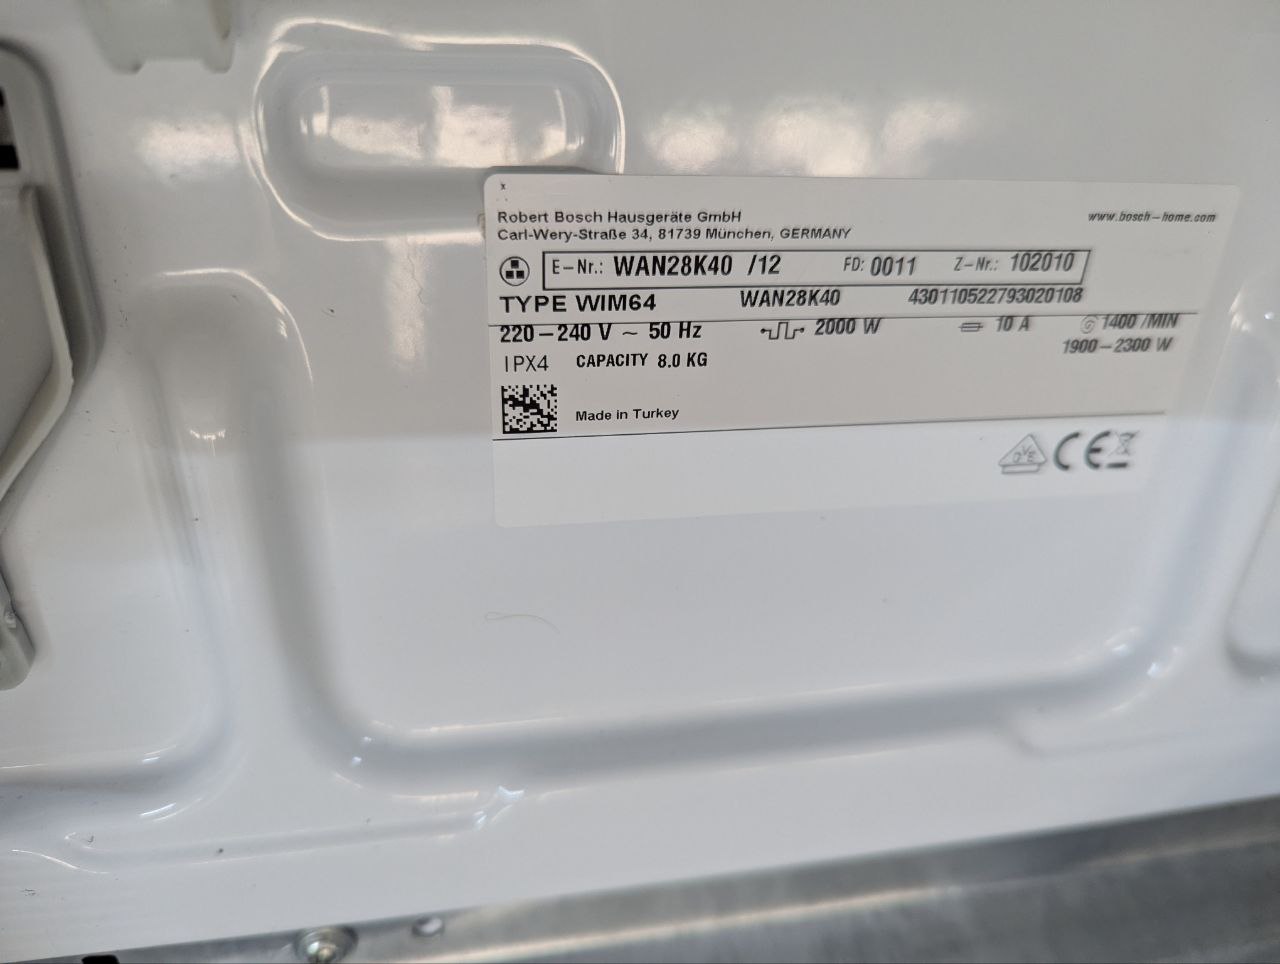 x
Robert Bosch Hausgeräte GmbH www.bosch-home.com
Carl-Wery-Straße 34, 81739 München, GERMANY
E-Nr.: WAN28K40 /12 FD: 0011 Z-Nr.: 102010
TYPE WIM64 WAN28K40 430110522793020108
220-240 V ~ 50 Hz 2000 W 10 A 1400 /MIN
1900-2300 W
IPX4 CAPACITY 8.0 KG
Made in Turkey
OVE CE